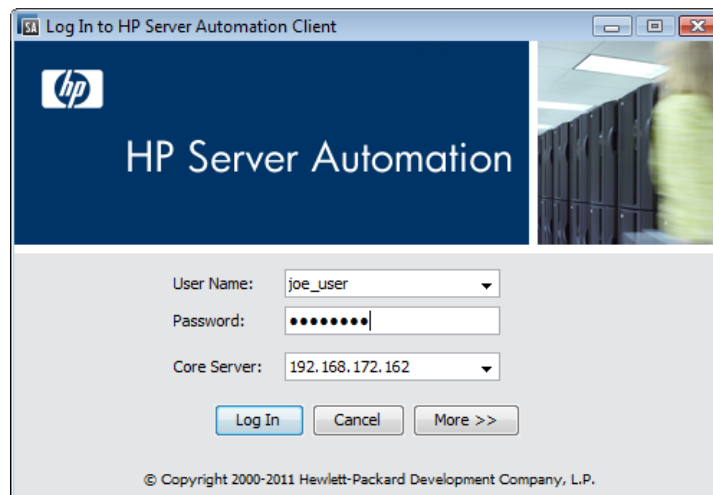 SA Log In to HP Server Automation Client
hp
HP Server Automation
User Name: joe_user
Password: ●●●●●●●●
Core Server: 192.168.172.162
Log In Cancel More >>
© Copyright 2000-2011 Hewlett-Packard Development Company, L.P.